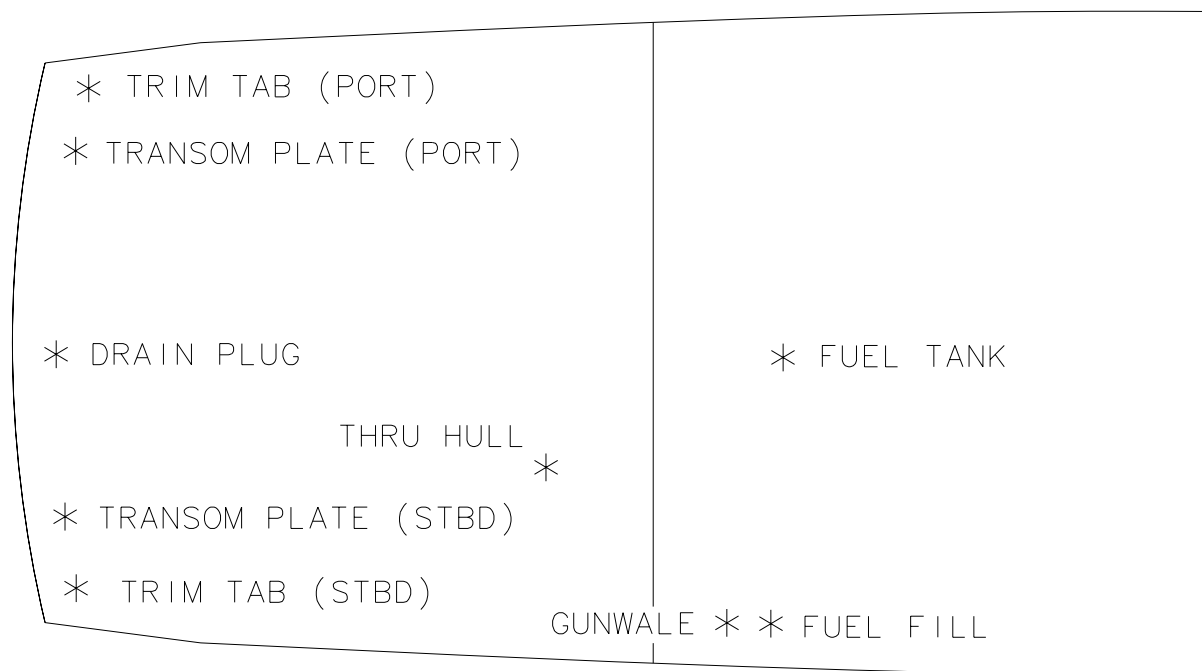 * TRIM TAB (PORT)
* TRANSOM PLATE (PORT)
* DRAIN PLUG
* FUEL TANK
THRU HULL
*
* TRANSOM PLATE (STBD)
* TRIM TAB (STBD)
GUNWALE * * FUEL FILL